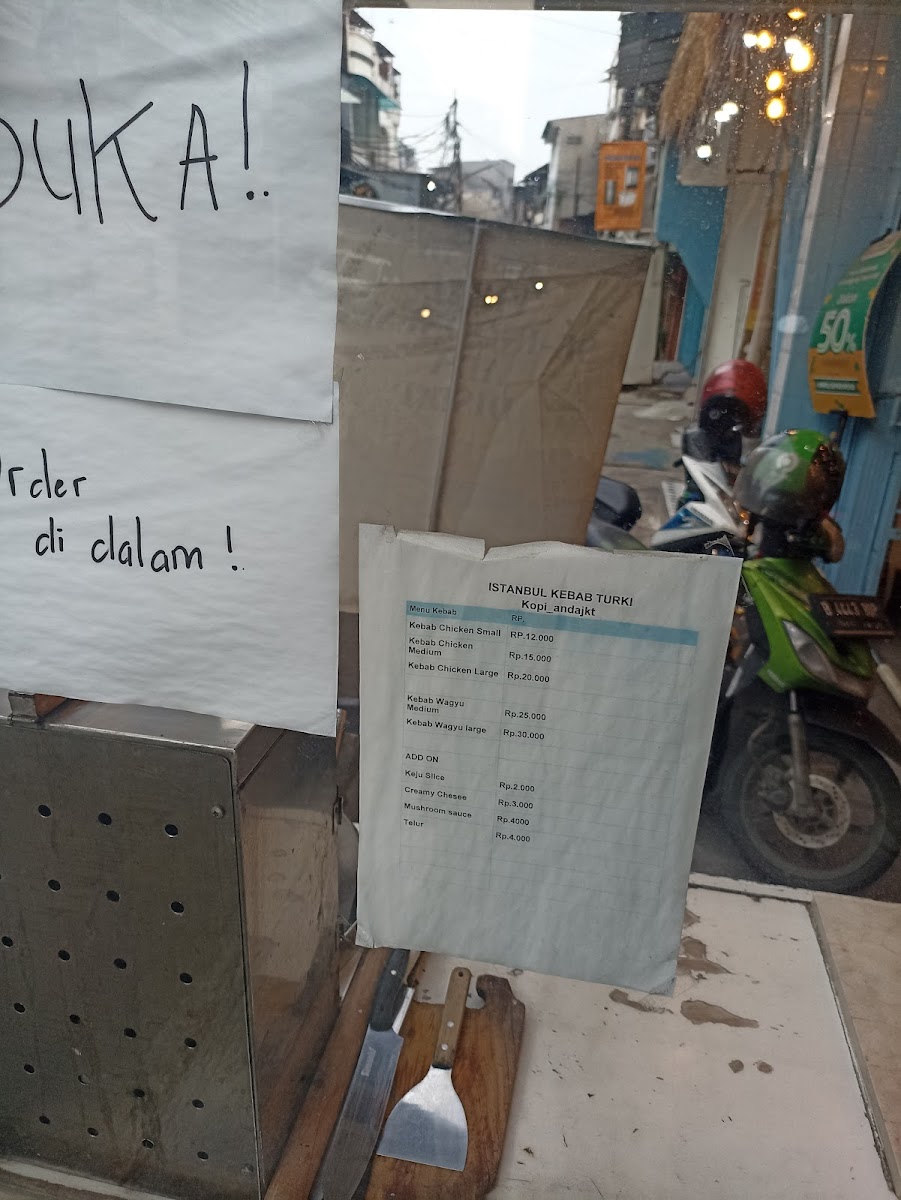 UKA!
rder
di dalam!
ISTANBUL KEBAB TURKI
Kopi_andajkt
Menu Kebab RP.
Kebab Chicken Small RP.12.000
Kebab Chicken
Medium Rp.15.000
Kebab Chicken Large Rp.20.000
Kebab Wagyu
Medium Rp.25.000
Kebab Wagyu large Rp.30.000
ADD ON
Keju Slice Rp.2.000
Creamy Chesee Rp.3.000
Mushroom sauce Rp.4000
Telur Rp.4.000
50%